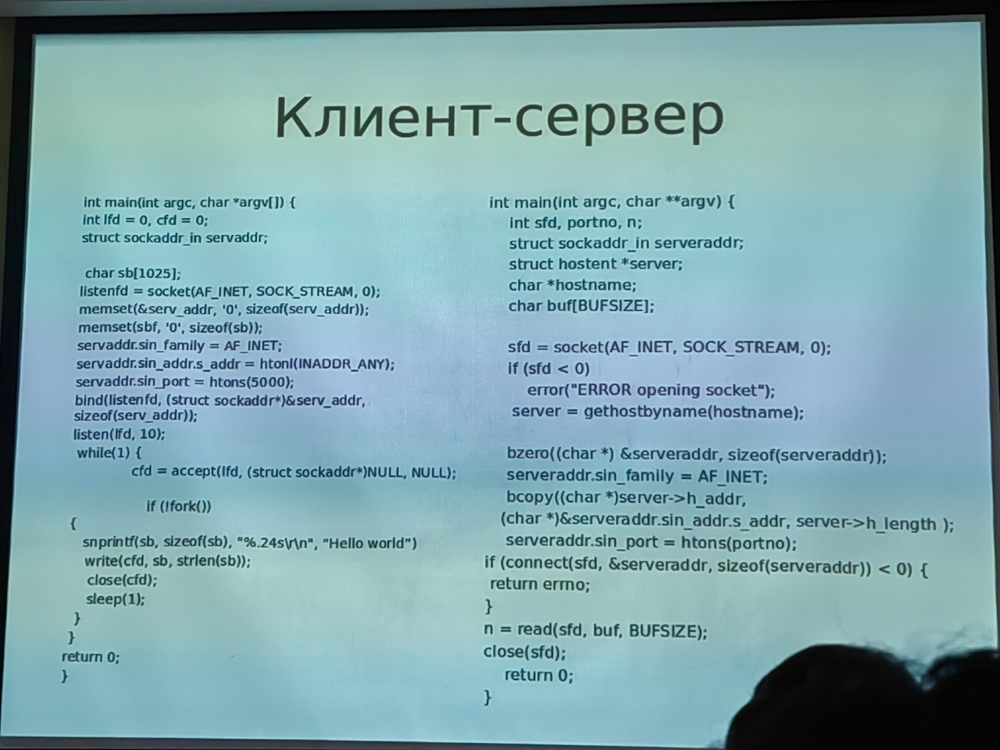 Клиент-сервер
int main(int argc, char *argv[]) {
int lfd = 0, cfd = 0;
struct sockaddr_in servaddr;
char sb[1025];
listenfd = socket(AF_INET, SOCK_STREAM, 0);
memset(&serv_addr, '0', sizeof(serv_addr));
memset(sbf, '0', sizeof(sb));
servaddr.sin_family = AF_INET;
servaddr.sin_addr.s_addr = htonl(INADDR_ANY);
servaddr.sin_port = htons(5000);
bind(listenfd, (struct sockaddr*)&serv_addr,
sizeof(serv_addr));
listen(lfd, 10);
while(1) {
cfd = accept(lfd, (struct sockaddr*)NULL, NULL);
if (!fork())
{
snprintf(sb, sizeof(sb), "%.24s\r\n", “Hello world”)
write(cfd, sb, strlen(sb));
close(cfd);
sleep(1);
}
}
return 0;
}
int main(int argc, char **argv) {
int sfd, portno, n;
struct sockaddr_in serveraddr;
struct hostent *server;
char *hostname;
char buf[BUFSIZE];
sfd = socket(AF_INET, SOCK_STREAM, 0);
if (sfd < 0)
error("ERROR opening socket");
server = gethostbyname(hostname);
bzero((char *) &serveraddr, sizeof(serveraddr));
serveraddr.sin_family = AF_INET;
bcopy((char *)server->h_addr,
(char *)&serveraddr.sin_addr.s_addr, server->h_length );
serveraddr.sin_port = htons(portno);
if (connect(sfd, &serveraddr, sizeof(serveraddr)) < 0) {
return errno;
}
n = read(sfd, buf, BUFSIZE);
close(sfd);
return 0;
}